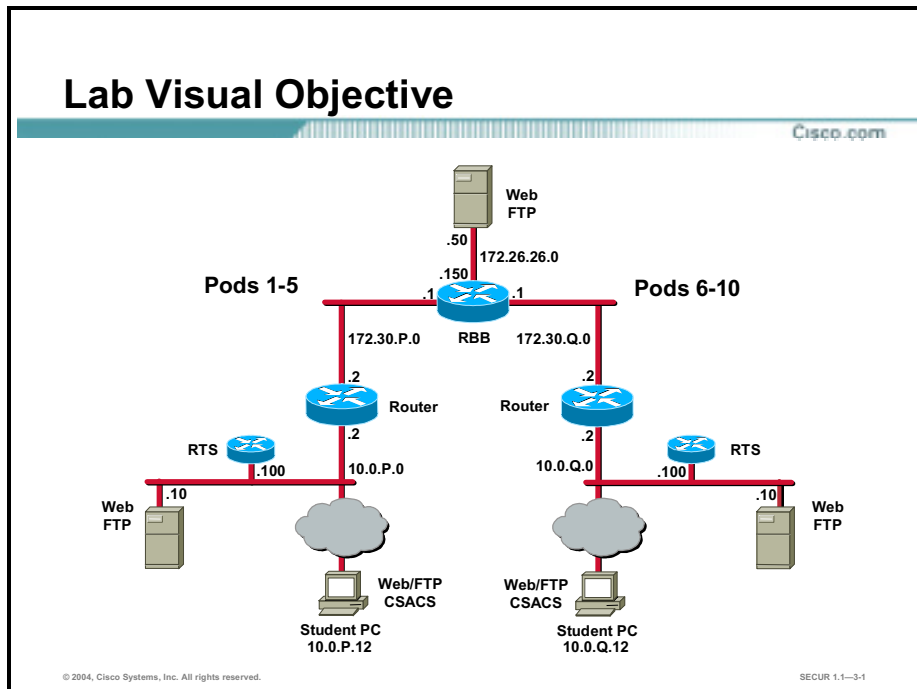 Lab Visual Objective
Cisco.com
Web
FTP
.50
172.26.26.0
.150
Pods 1-5
Pods 6-10
.1
.1
RBB
172.30.P.0
172.30.Q.0
.2
.2
Router
Router
.2
.2
RTS
RTS
.100
10.0.P.0
10.0.Q.0
.100
.10
.10
Web
FTP
Web
FTP
Web/FTP
CSACS
Web/FTP
CSACS
Student PC
10.0.P.12
Student PC
10.0.Q.12
© 2004, Cisco Systems, Inc. All rights reserved.
SECUR 1.1—3-1